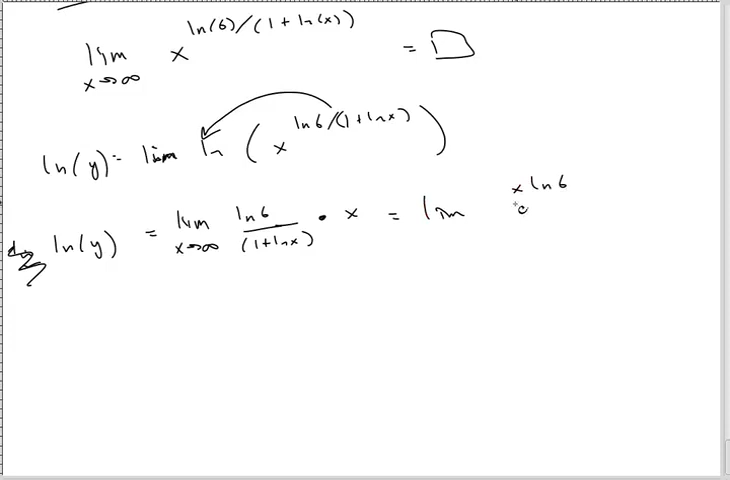 lim x→∞ x^(ln(6)/(1+ln(x))) =
ln(y) = lim ln (x^(ln6/(1+lnx)))
ln(y) = lim x→∞ ln6/(1+lnx) • x = lim x ln6